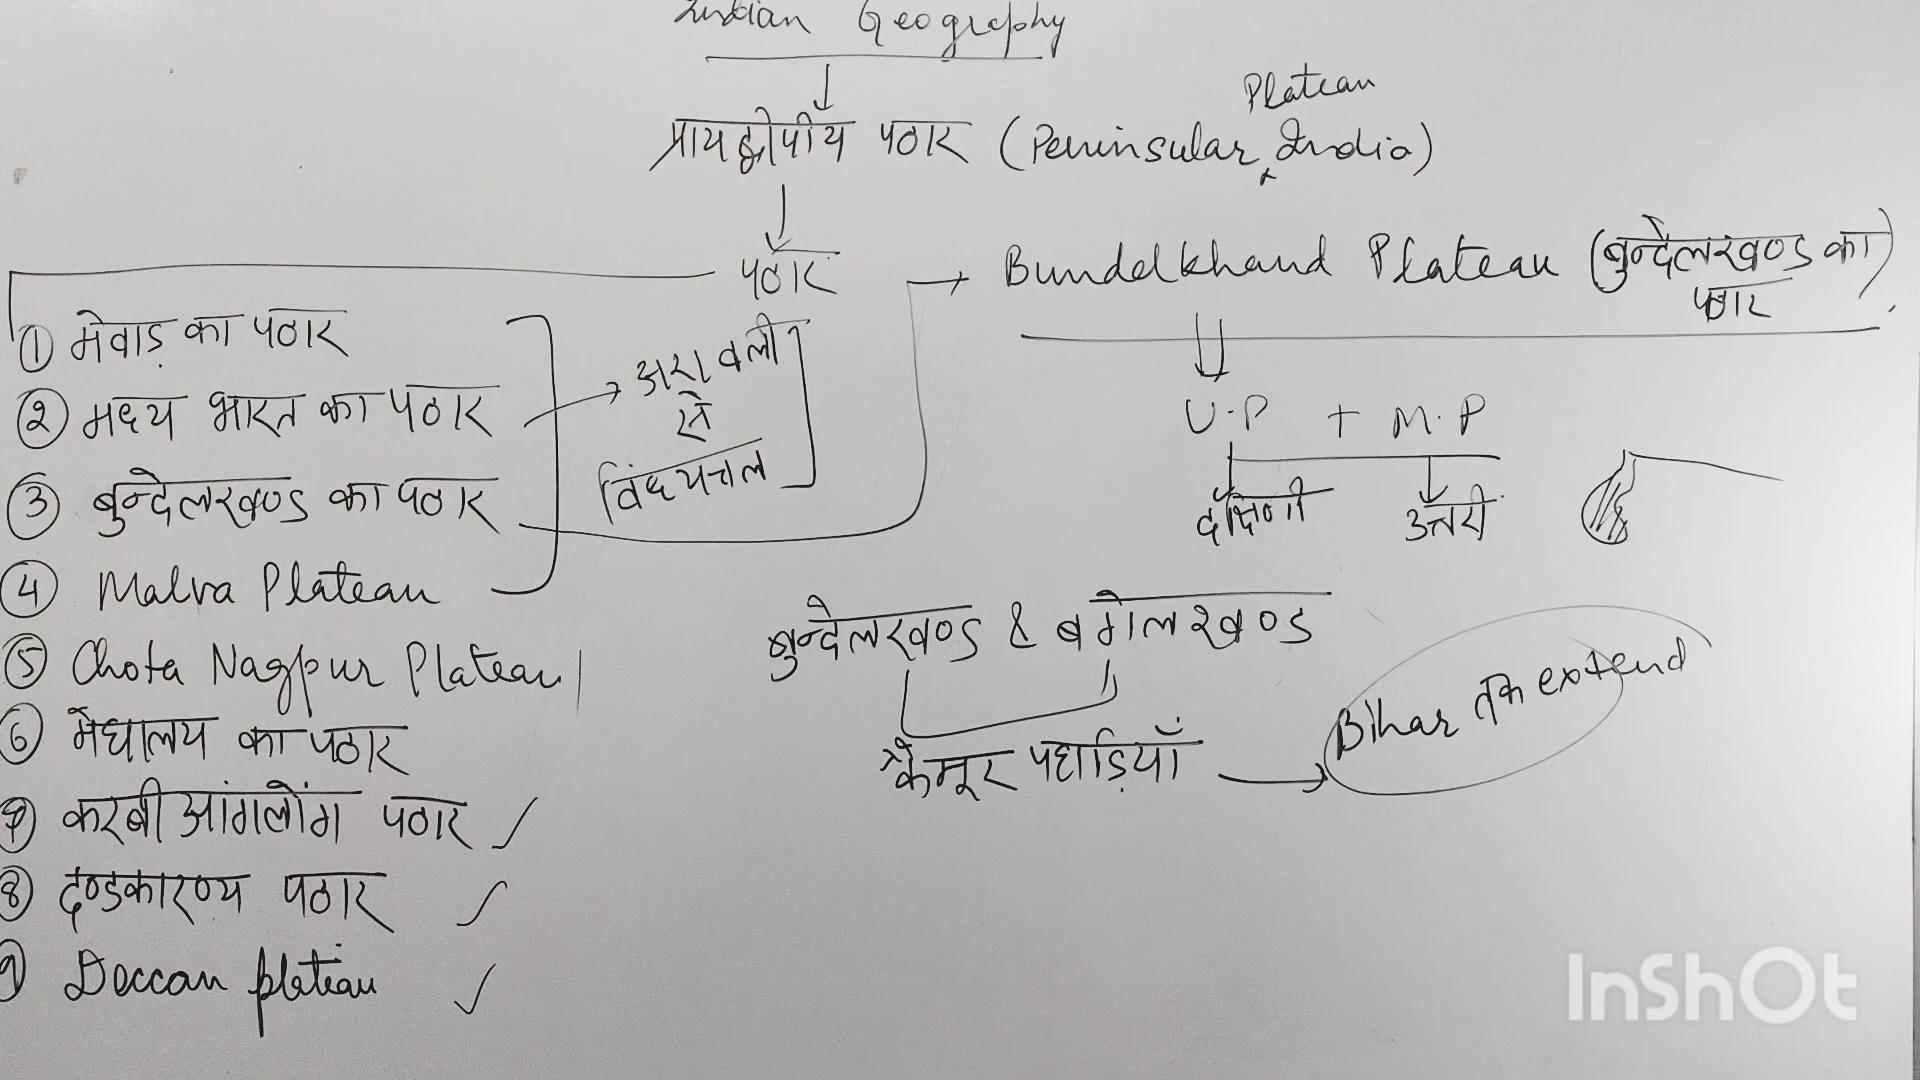 Indian Geography
प्रायद्वीपीय पठार (Peninsular Plateau India)
पठार
① मेवाड़ का पठार
② मध्य भारत का पठार
③ बुन्देलखण्ड का पठार
④ Malva Plateau
⑤ Chota Nagpur Plateau
⑥ मेघालय का पठार
⑦ करबी आंगलोंग पठार ✓
⑧ दण्डकारण्य पठार ✓
⑨ Deccan plateau ✓
अरावली
से
विंध्यचल
Bundelkhand Plateau (बुन्देलखण्ड का
पठार)
U.P + M.P
दक्षिणी उत्तरी
बुन्देलखण्ड & बगेलखण्ड
कैमूर पहाड़ियाँ
Bihar तक extend
InShOt